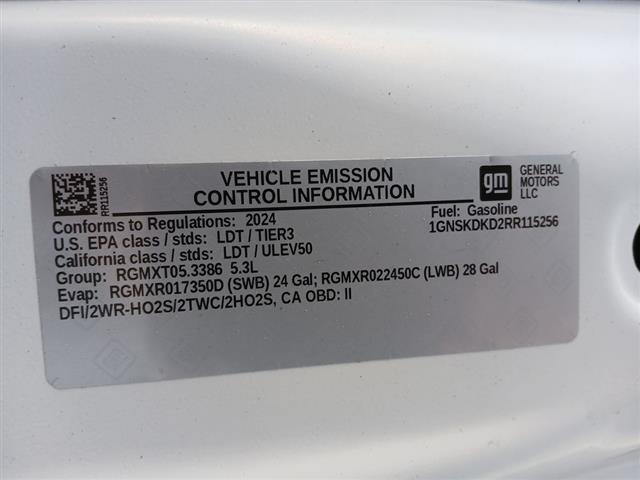 RR115256
VEHICLE EMISSION
CONTROL INFORMATION
gm
GENERAL
MOTORS
LLC
Conforms to Regulations: 2024
Fuel: Gasoline
U.S. EPA class / stds: LDT / TIER3
1GNSKDKD2RR115256
California class / stds: LDT / ULEV50
Group: RGMXT05.3386 5.3L
Evap: RGMXR017350D (SWB) 24 Gal; RGMXR022450C (LWB) 28 Gal
DFI/2WR-HO2S/2TWC/2HO2S, CA OBD: II